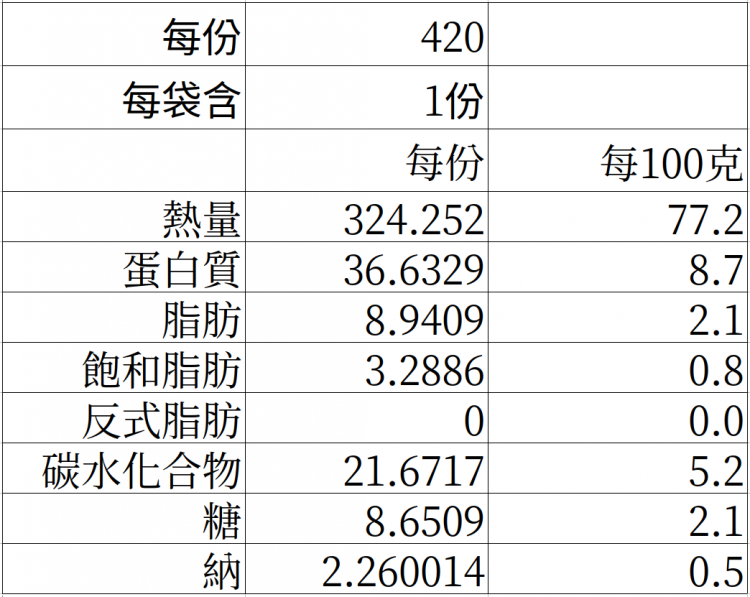 每份 420
每袋含 1份
每份 每100克
熱量 324.252 77.2
蛋白質 36.6329 8.7
脂肪 8.9409 2.1
飽和脂肪 3.2886 0.8
反式脂肪 0 0.0
碳水化合物 21.6717 5.2
糖 8.6509 2.1
納 2.260014 0.5